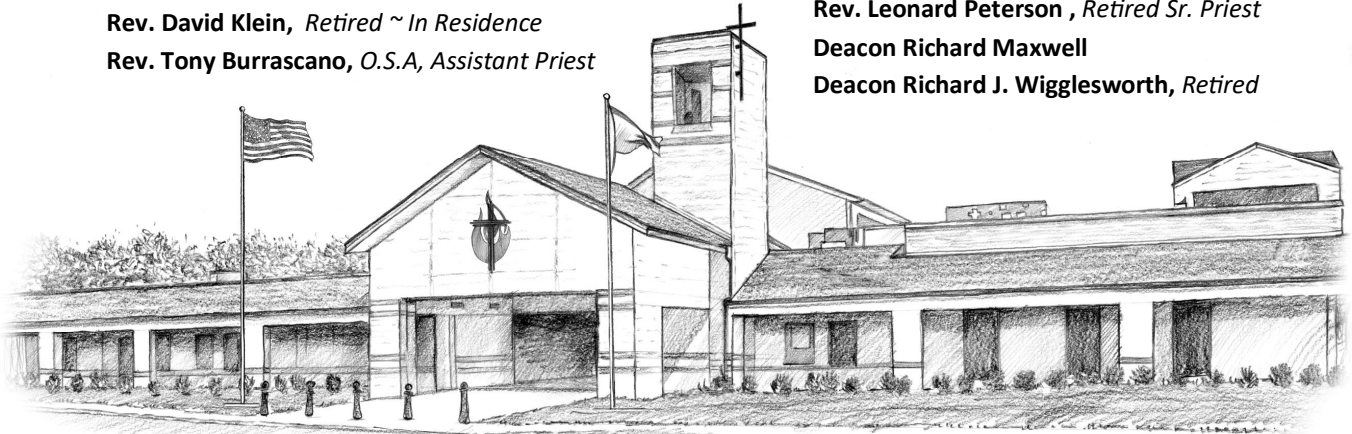 Rev. David Klein, Retired ~ In Residence
Rev. Tony Burrascano, O.S.A, Assistant Priest
Rev. Leonard Peterson , Retired Sr. Priest
Deacon Richard Maxwell
Deacon Richard J. Wigglesworth, Retired